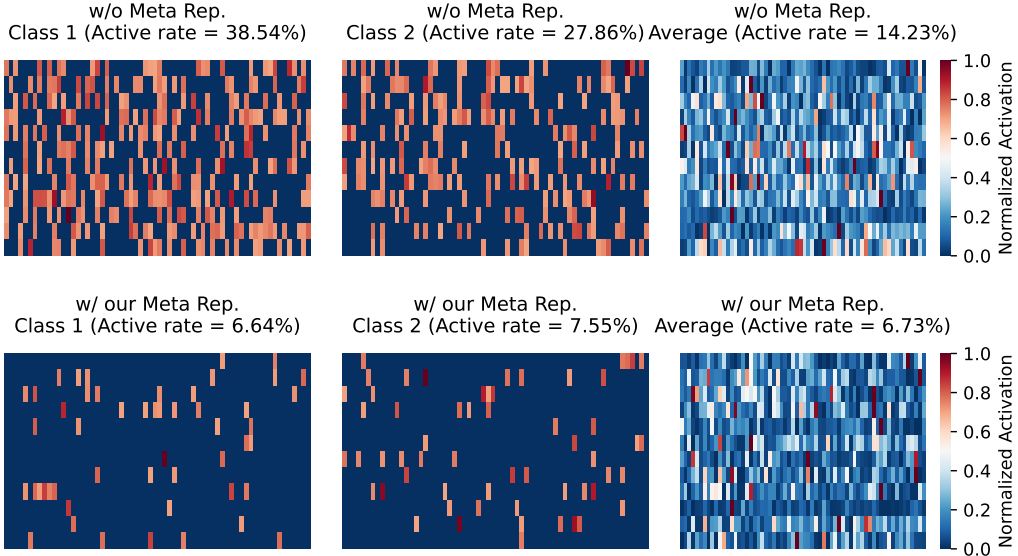 w/o Meta Rep.
Class 1 (Active rate = 38.54%)
w/o Meta Rep.
Class 2 (Active rate = 27.86%)
w/o Meta Rep.
Average (Active rate = 14.23%)
1.0
0.8
0.6
0.4
0.2
0.0
Normalized Activation
w/ our Meta Rep.
Class 1 (Active rate = 6.64%)
w/ our Meta Rep.
Class 2 (Active rate = 7.55%)
w/ our Meta Rep.
Average (Active rate = 6.73%)
1.0
0.8
0.6
0.4
0.2
0.0
Normalized Activation